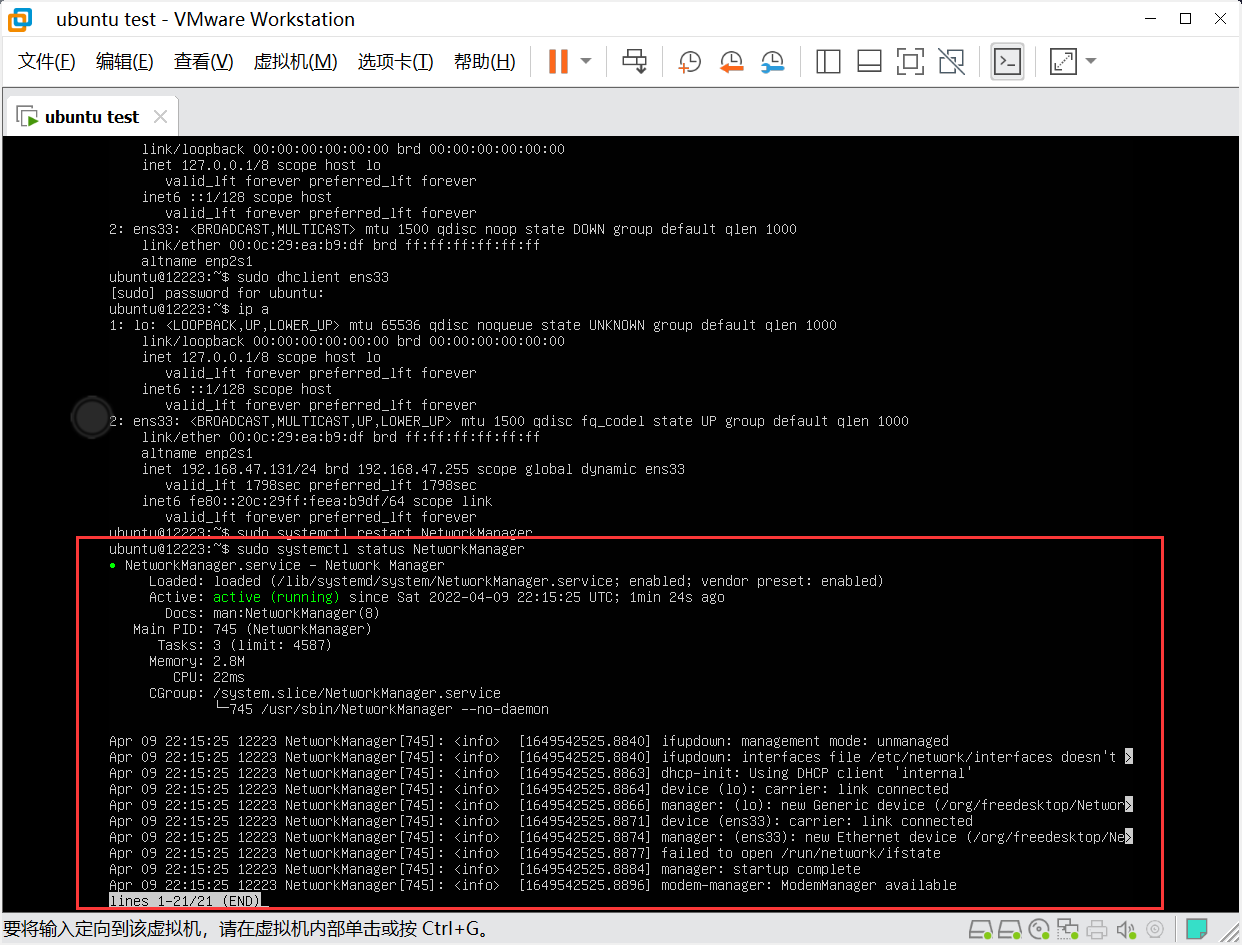 ubuntu test - VMware Workstation
文件(F) 编辑(E) 查看(V) 虚拟机(M) 选项卡(T) 帮助(H)
ubuntu test
link/loopback 00:00:00:00:00:00 brd 00:00:00:00:00:00
inet 127.0.0.1/8 scope host lo
valid_lft forever preferred_lft forever
inet6 ::1/128 scope host
valid_lft forever preferred_lft forever
2: ens33: <BROADCAST,MULTICAST> mtu 1500 qdisc noop state DOWN group default qlen 1000
link/ether 00:0c:29:ea:b9:df brd ff:ff:ff:ff:ff:ff
altname enp2s1
ubuntu@12223:~$ sudo dhclient ens33
[sudo] password for ubuntu:
ubuntu@12223:~$ ip a
1: lo: <LOOPBACK,UP,LOWER_UP> mtu 65536 qdisc noqueue state UNKNOWN group default qlen 1000
link/loopback 00:00:00:00:00:00 brd 00:00:00:00:00:00
inet 127.0.0.1/8 scope host lo
valid_lft forever preferred_lft forever
inet6 ::1/128 scope host
valid_lft forever preferred_lft forever
2: ens33: <BROADCAST,MULTICAST,UP,LOWER_UP> mtu 1500 qdisc fq_codel state UP group default qlen 1000
link/ether 00:0c:29:ea:b9:df brd ff:ff:ff:ff:ff:ff
altname enp2s1
inet 192.168.47.131/24 brd 192.168.47.255 scope global dynamic ens33
valid_lft 1798sec preferred_lft 1798sec
inet6 fe80::20c:29ff:feea:b9df/64 scope link
valid_lft forever preferred_lft forever
ubuntu@12223:~$ sudo systemctl restart NetworkManager
ubuntu@12223:~$ sudo systemctl status NetworkManager
● NetworkManager.service - Network Manager
Loaded: loaded (/lib/systemd/system/NetworkManager.service; enabled; vendor preset: enabled)
Active: active (running) since Sat 2022-04-09 22:15:25 UTC; 1min 24s ago
Docs: man:NetworkManager(8)
Main PID: 745 (NetworkManager)
Tasks: 3 (limit: 4587)
Memory: 2.8M
CPU: 22ms
CGroup: /system.slice/NetworkManager.service
└─745 /usr/sbin/NetworkManager --no-daemon
Apr 09 22:15:25 12223 NetworkManager[745]: <info>  [1649542525.8840] ifupdown: management mode: unmanaged
Apr 09 22:15:25 12223 NetworkManager[745]: <info>  [1649542525.8840] ifupdown: interfaces file /etc/network/interfaces doesn't >
Apr 09 22:15:25 12223 NetworkManager[745]: <info>  [1649542525.8863] dhcp-init: Using DHCP client 'internal'
Apr 09 22:15:25 12223 NetworkManager[745]: <info>  [1649542525.8864] device (lo): carrier: link connected
Apr 09 22:15:25 12223 NetworkManager[745]: <info>  [1649542525.8866] manager: (lo): new Generic device (/org/freedesktop/Networ>
Apr 09 22:15:25 12223 NetworkManager[745]: <info>  [1649542525.8871] device (ens33): carrier: link connected
Apr 09 22:15:25 12223 NetworkManager[745]: <info>  [1649542525.8874] manager: (ens33): new Ethernet device (/org/freedesktop/Ne>
Apr 09 22:15:25 12223 NetworkManager[745]: <info>  [1649542525.8877] failed to open /run/network/ifstate
Apr 09 22:15:25 12223 NetworkManager[745]: <info>  [1649542525.8884] manager: startup complete
Apr 09 22:15:25 12223 NetworkManager[745]: <info>  [1649542525.8896] modem-manager: ModemManager available
lines 1-21/21 (END)
要将输入定向到该虚拟机，请在虚拟机内部单击或按 Ctrl+G。